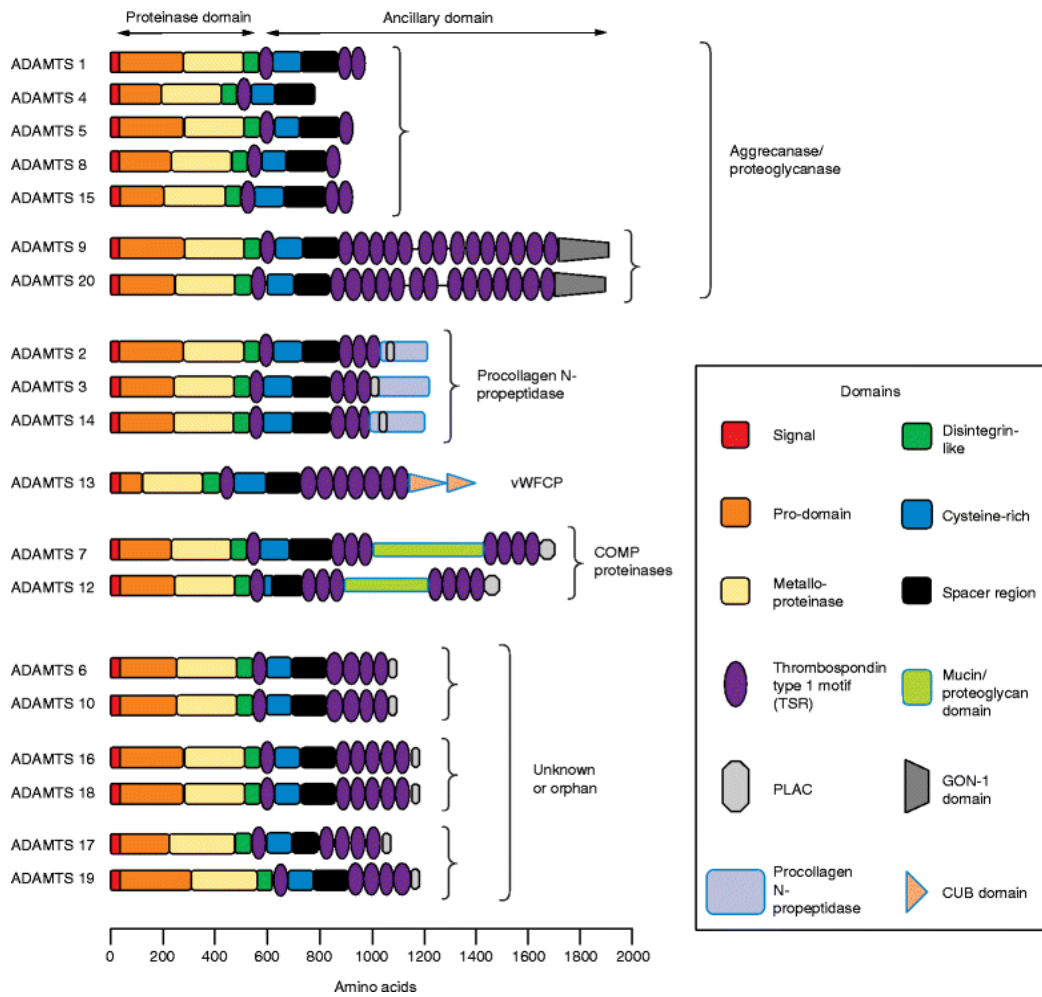 Proteinase domain
Ancillary domain
ADAMTS 1
ADAMTS 4
ADAMTS 5
ADAMTS 8
ADAMTS 15
Aggrecanase/
proteoglycanase
ADAMTS 9
ADAMTS 20
ADAMTS 2
ADAMTS 3
ADAMTS 14
Procollagen N-
propeptidase
ADAMTS 13
vWFCP
ADAMTS 7
ADAMTS 12
COMP
proteinases
ADAMTS 6
ADAMTS 10
ADAMTS 16
ADAMTS 18
Unknown
or orphan
ADAMTS 17
ADAMTS 19
0 200 400 600 800 1000 1200 1400 1600 1800 2000
Amino acids
Domains
Signal
Disintegrin-
like
Pro-domain
Cysteine-rich
Metallo-
proteinase
Spacer region
Thrombospondin
type 1 motif
(TSR)
Mucin/
proteoglycan
domain
PLAC
GON-1
domain
Procollagen
N-
propeptidase
CUB domain